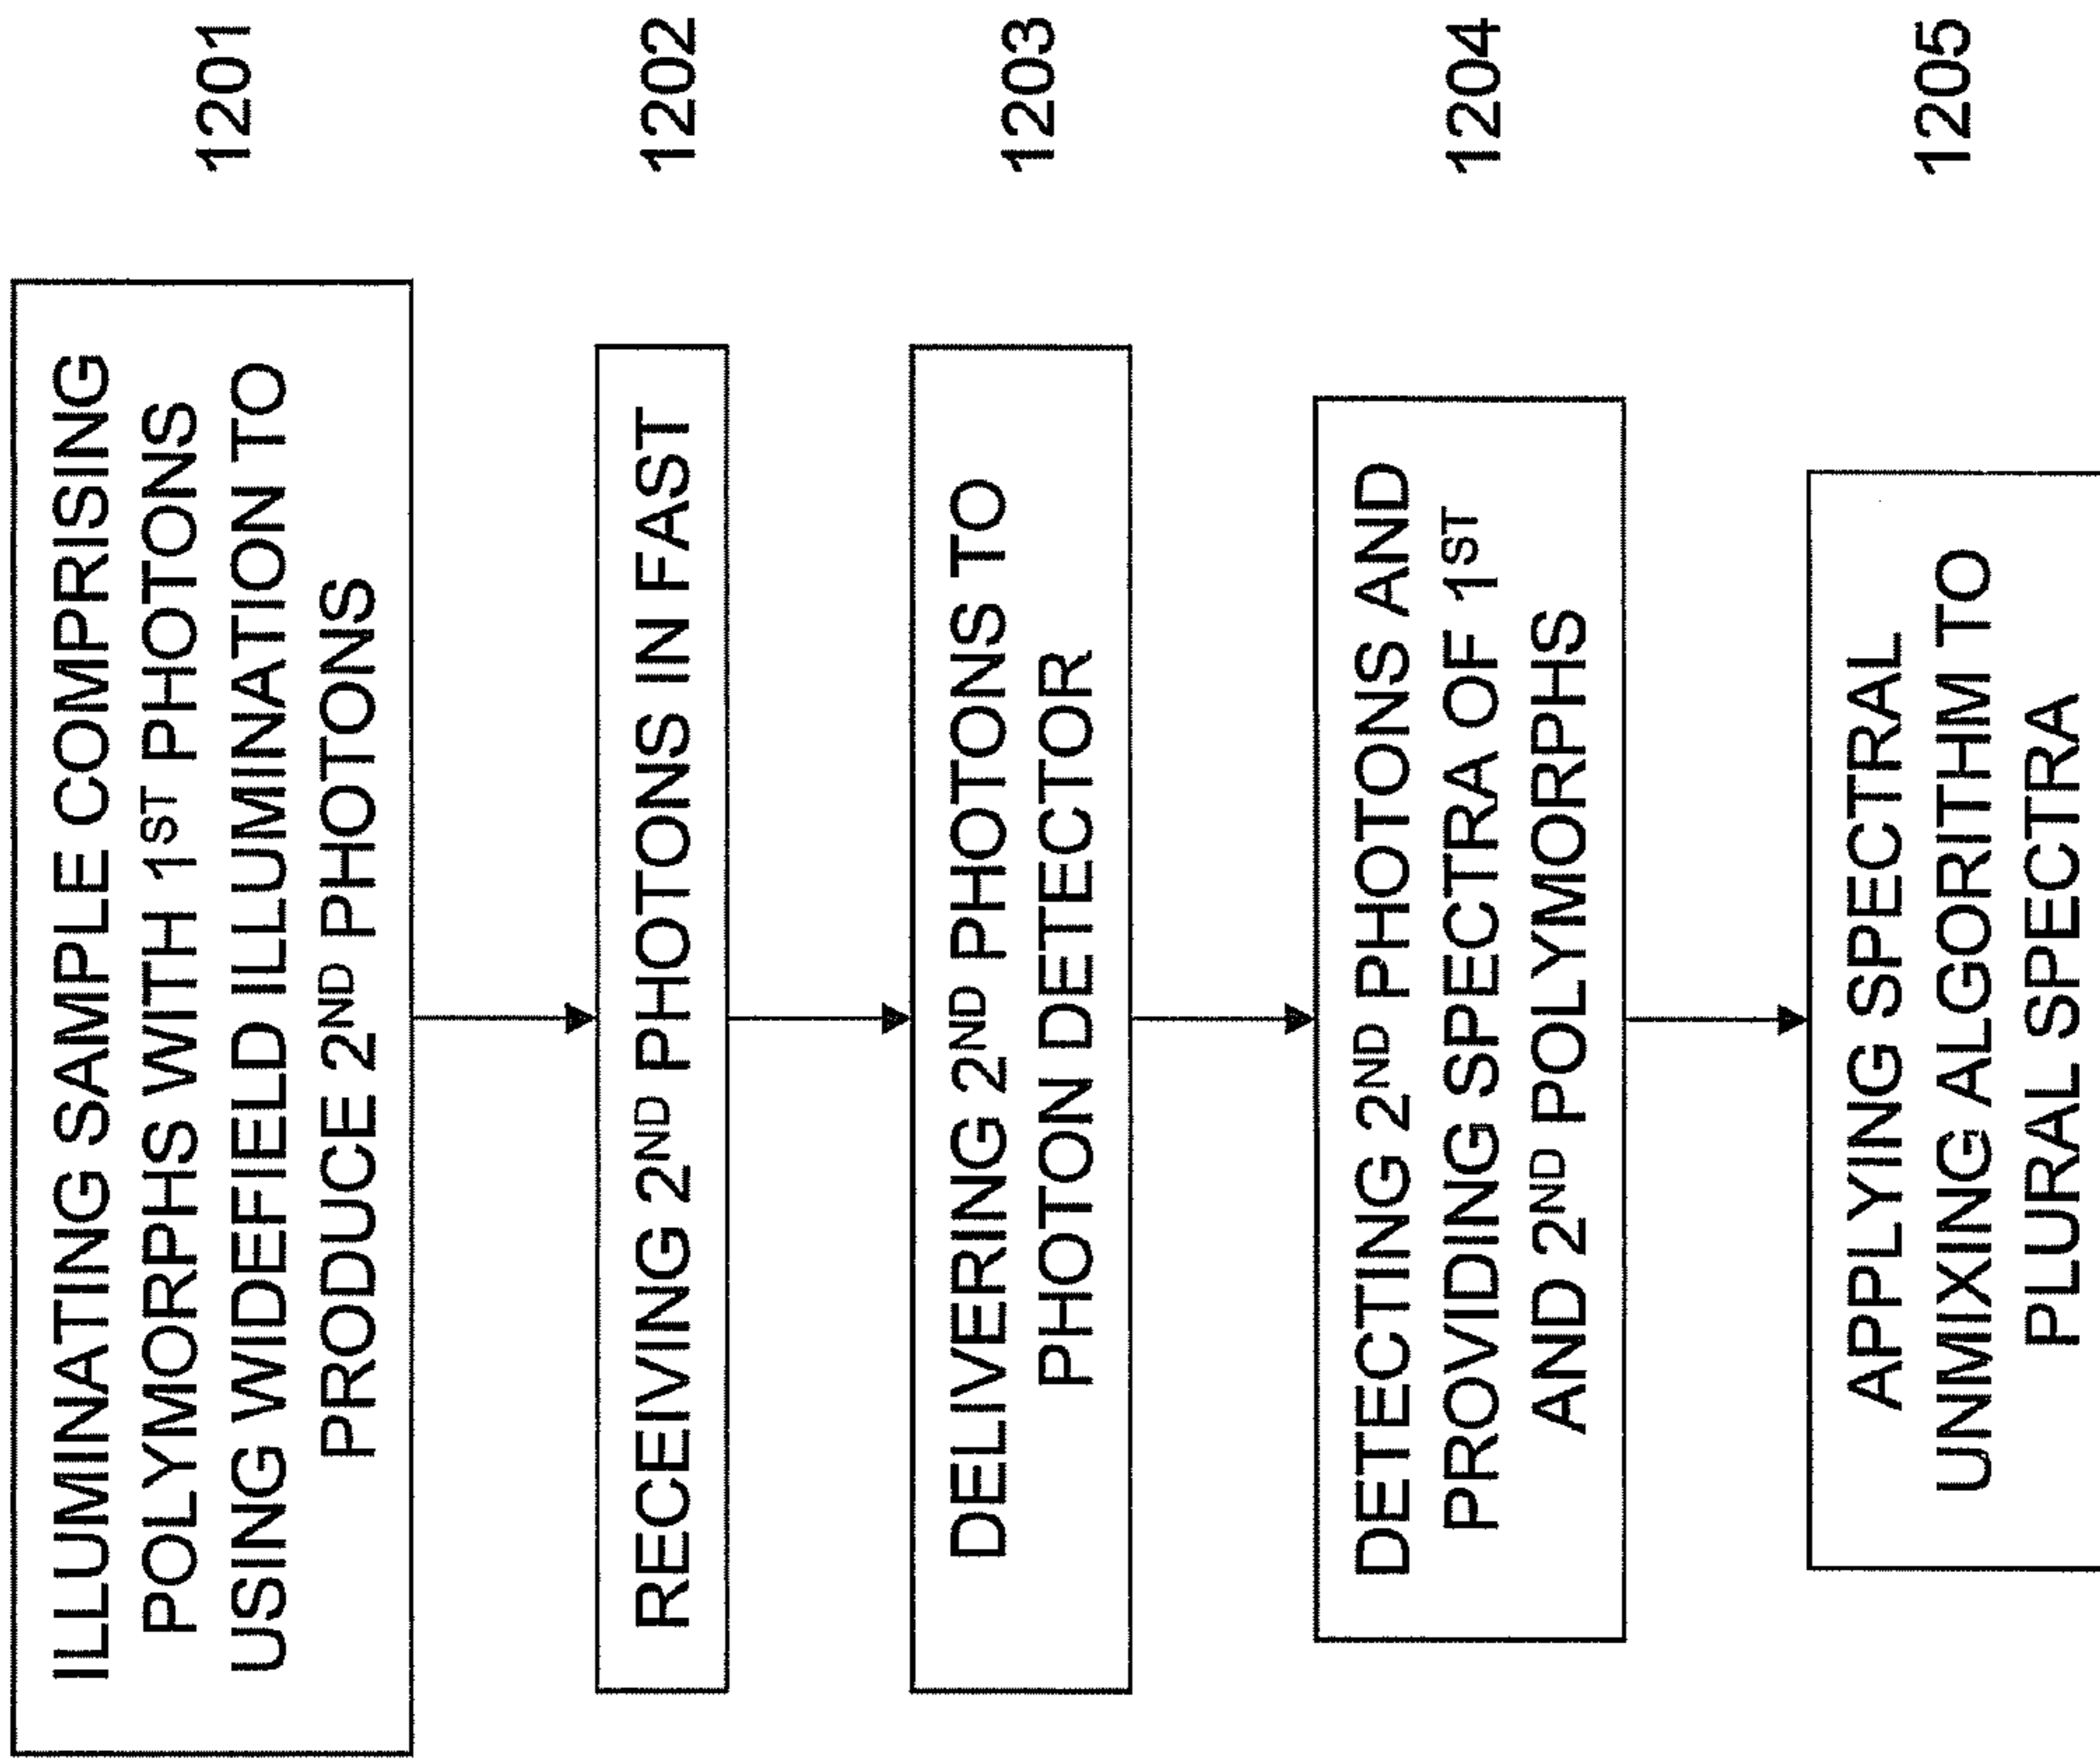 ILLUMINATING SAMPLE COMPRISING
POLYMORPHS WITH 1ST PHOTONS
USING WIDEFIELD ILLUMINATION TO
PRODUCE 2ND PHOTONS
1201
RECEIVING 2ND PHOTONS IN FAST
1202
DELIVERING 2ND PHOTONS TO
PHOTON DETECTOR
1203
DETECTING 2ND PHOTONS AND
PROVIDING SPECTRA OF 1ST
AND 2ND POLYMORPHS
1204
APPLYING SPECTRAL
UNMIXING ALGORITHM TO
PLURAL SPECTRA
1205